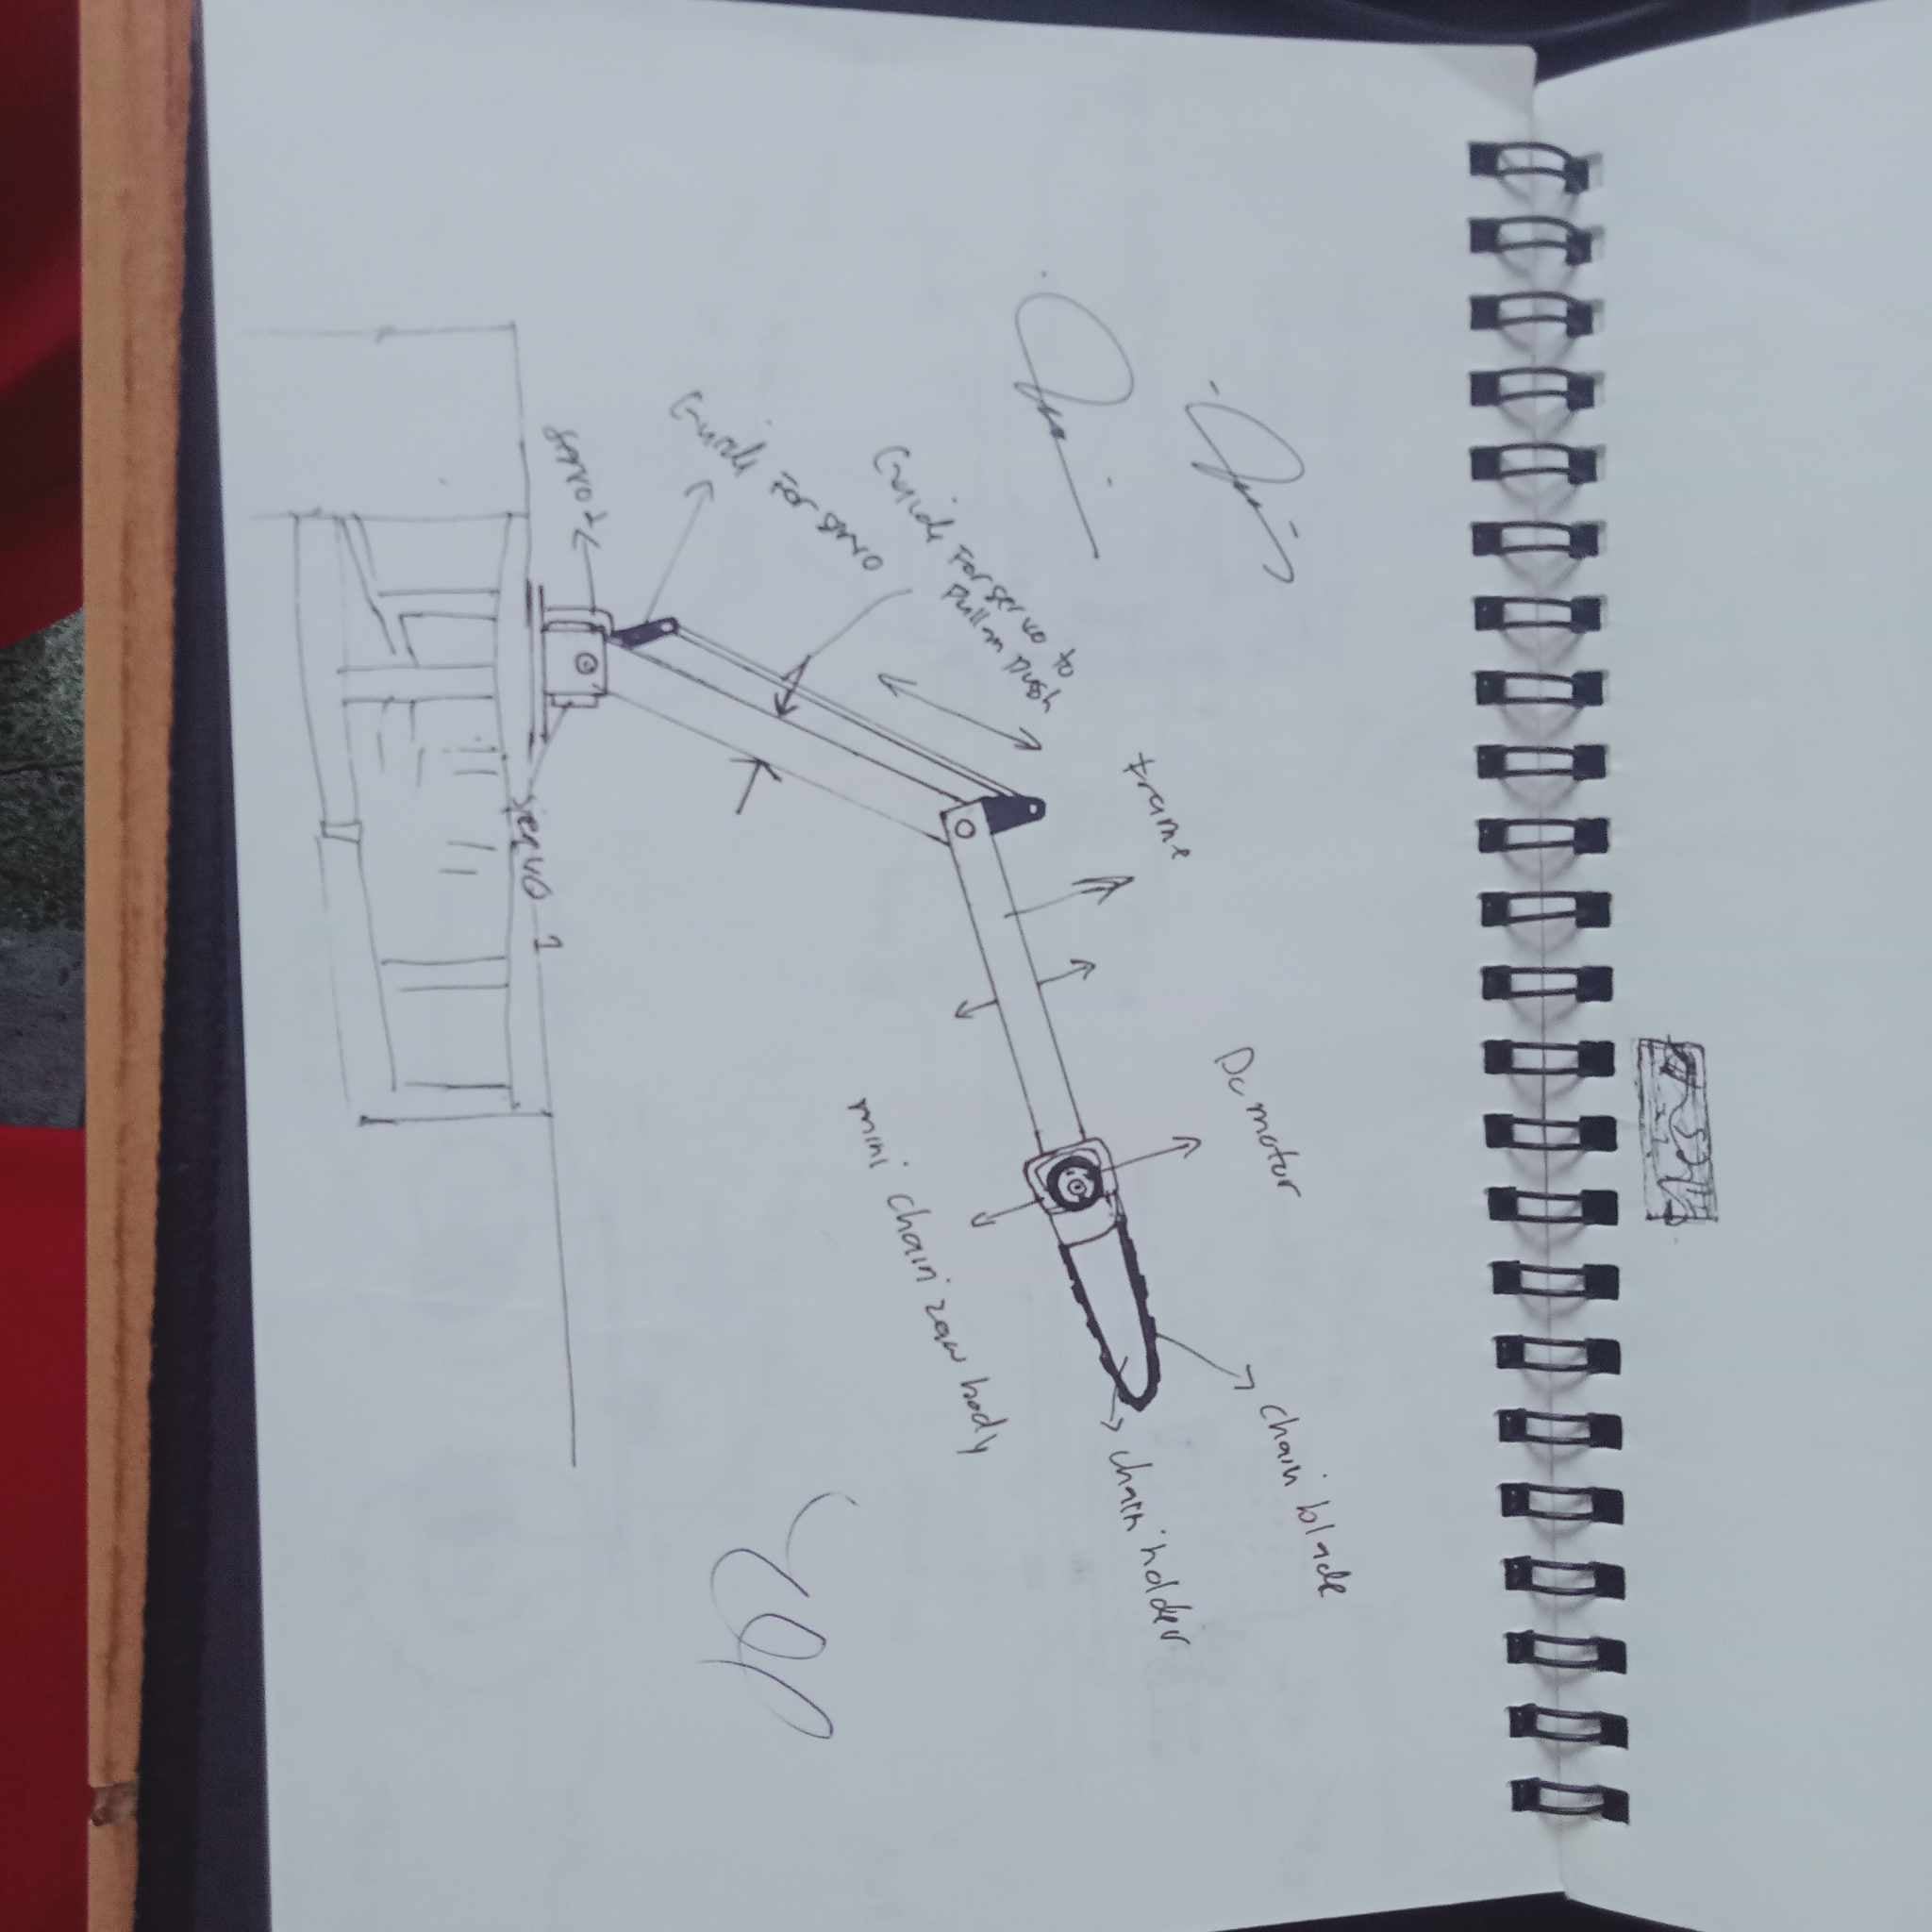 chain blade
chain holder
Dc motor
mini chain zaw body
frame
Guide For servo to
Pull m Push
Guide For servo
servo 2
servo 1